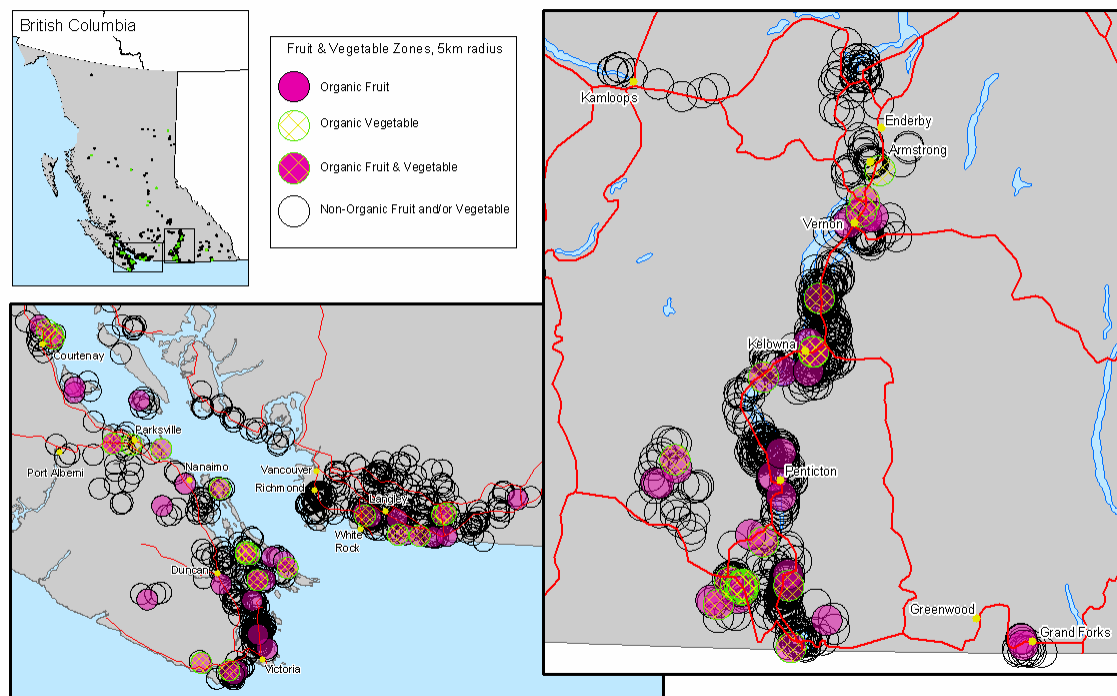 British Columbia
Fruit & Vegetable Zones, 5km radius
Organic Fruit
Organic Vegetable
Organic Fruit & Vegetable
Non-Organic Fruit and/or Vegetable
Kamloops
Enderby
Armstrong
Vernon
Kelowna
Penticton
Greenwood
Grand Forks
Courtenay
Parksville
Port Alberni
Nanaimo
Vancouver
Richmond
Langley
White
Rock
Duncan
Victoria